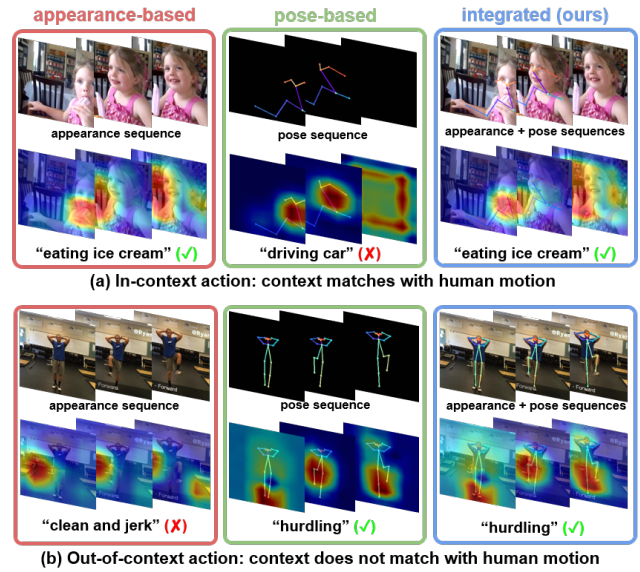 appearance-based
pose-based
integrated (ours)
appearance sequence
pose sequence
appearance + pose sequences
“eating ice cream” (✓)
“driving car” (✗)
“eating ice cream” (✓)
(a) In-context action: context matches with human motion
- Forward
- Forward
appearance sequence
pose sequence
appearance + pose sequences
“clean and jerk” (✗)
“hurdling” (✓)
“hurdling” (✓)
(b) Out-of-context action: context does not match with human motion